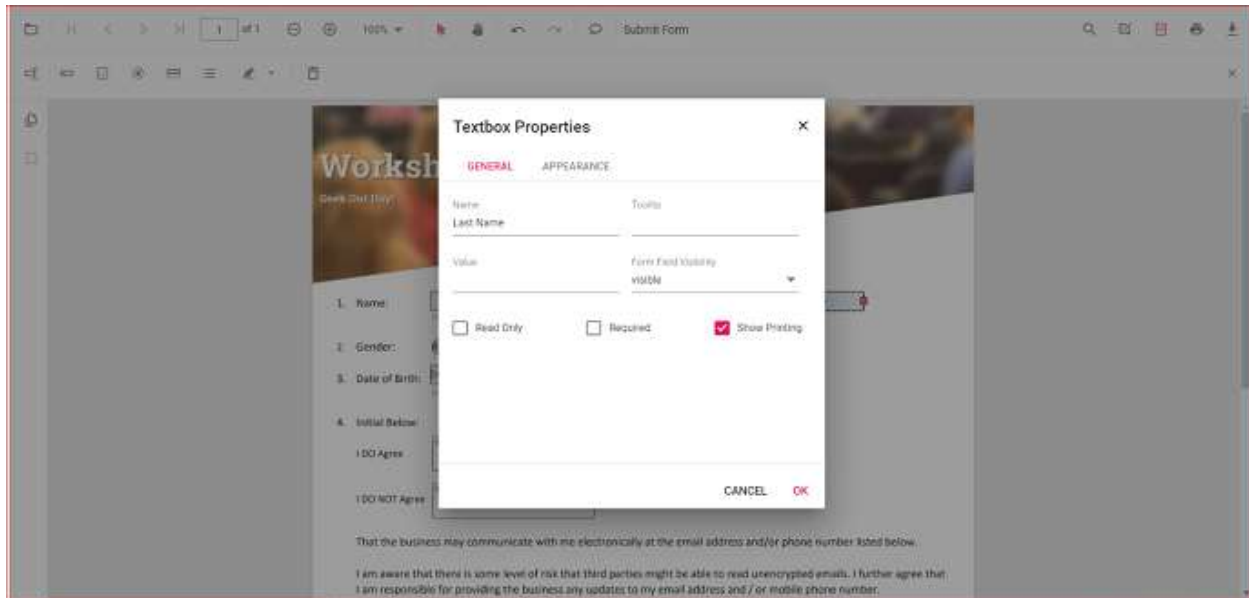 1 of 1 100% Submit Form
Textbox Properties
GENERAL APPEARANCE
Name Tooltip
Last Name
Value Form Field Visibility
visible
Read Only Required Show Printing
CANCEL OK
Worksh
Geek Out Day!
1. Name:
2. Gender:
3. Date of Birth:
4. Initial Below:
I DO Agree
I DO NOT Agree
That the business may communicate with me electronically at the email address and/or phone number listed below.
I am aware that there is some level of risk that third parties might be able to read unencrypted emails. I further agree that
I am responsible for providing the business any updates to my email address and / or mobile phone number.